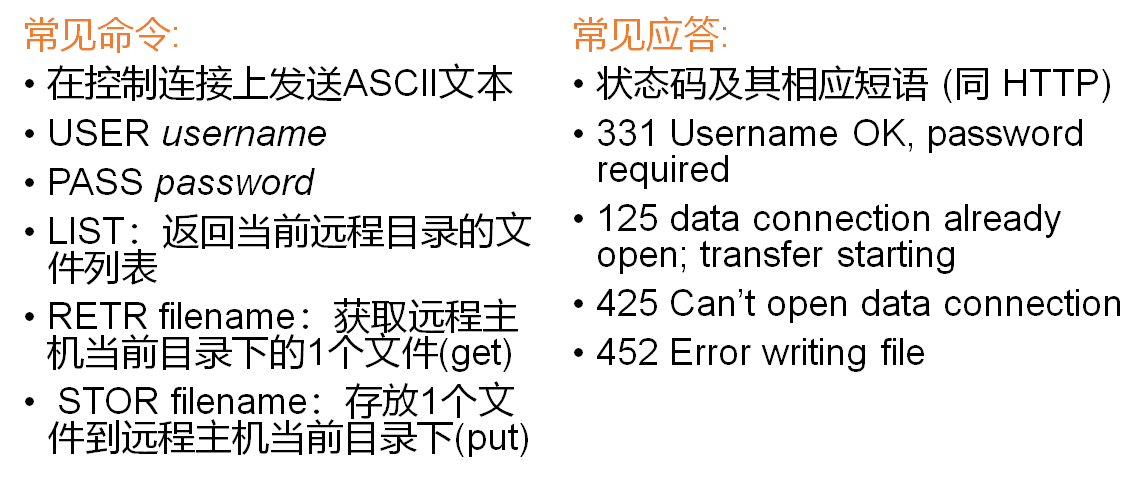 常见命令:
• 在控制连接上发送ASCII文本
• USER username
• PASS password
• LIST：返回当前远程目录的文
件列表
• RETR filename：获取远程主
机当前目录下的1个文件(get)
• STOR filename：存放1个文
件到远程主机当前目录下(put)
常见应答:
• 状态码及其相应短语 (同 HTTP)
• 331 Username OK, password
required
• 125 data connection already
open; transfer starting
• 425 Can’t open data connection
• 452 Error writing file